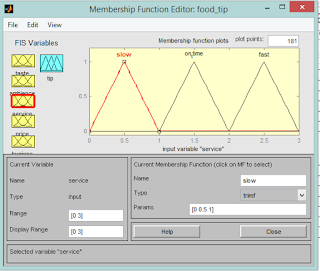 Membership Function Editor: food_tip
File Edit View
FIS Variables
Membership function plots plot points: 181
taste
tip
ambience
service
price
slow on,time fast
1
0.5
0
0 0.5 1 1.5 2 2.5 3
input variable "service"
Current Variable
Name service
Type input
Range [0 3]
Display Range [0 3]
Current Membership Function (click on MF to select)
Name slow
Type trimf
Params [0 0.5 1]
Help Close
Selected variable "service"